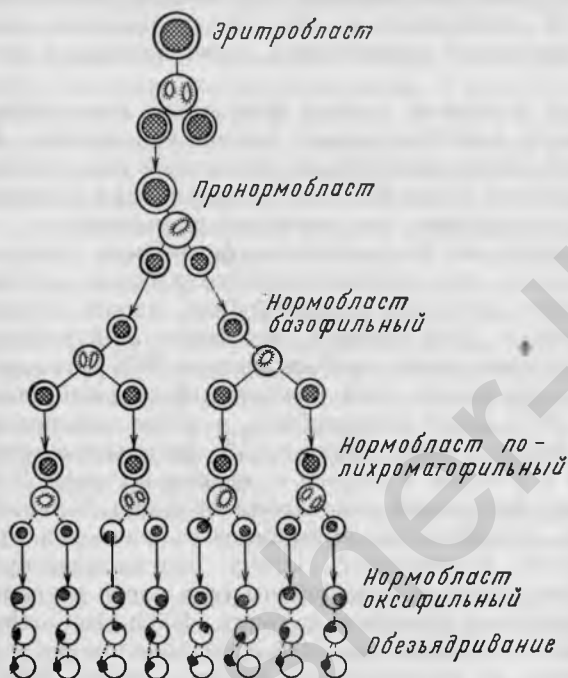 Эритробласт
Пронормобласт
Нормобласт
базофильный
Нормобласт по-
лихроматофильный
Нормобласт
оксифильный
Обезъядривание